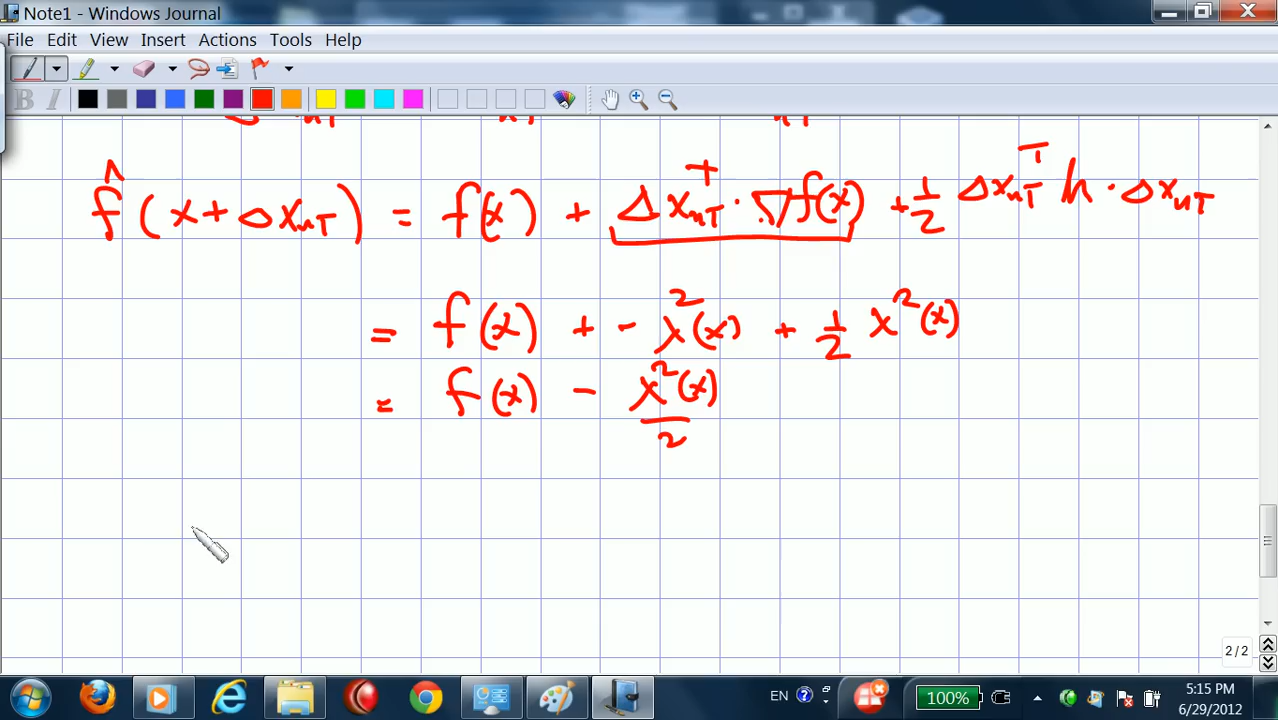 Note1 - Windows Journal
File Edit View Insert Actions Tools Help
B I
f̂ ( x + Δx_nT ) = f(x) + Δx_nT^T · ∇f(x) + 1/2 Δx_nT^T h · Δx_nT
= f(x) + - λ²(x) + 1/2 λ²(x)
= f(x) - λ²(x)/2
2 / 2
EN
100%
5:15 PM
6/29/2012